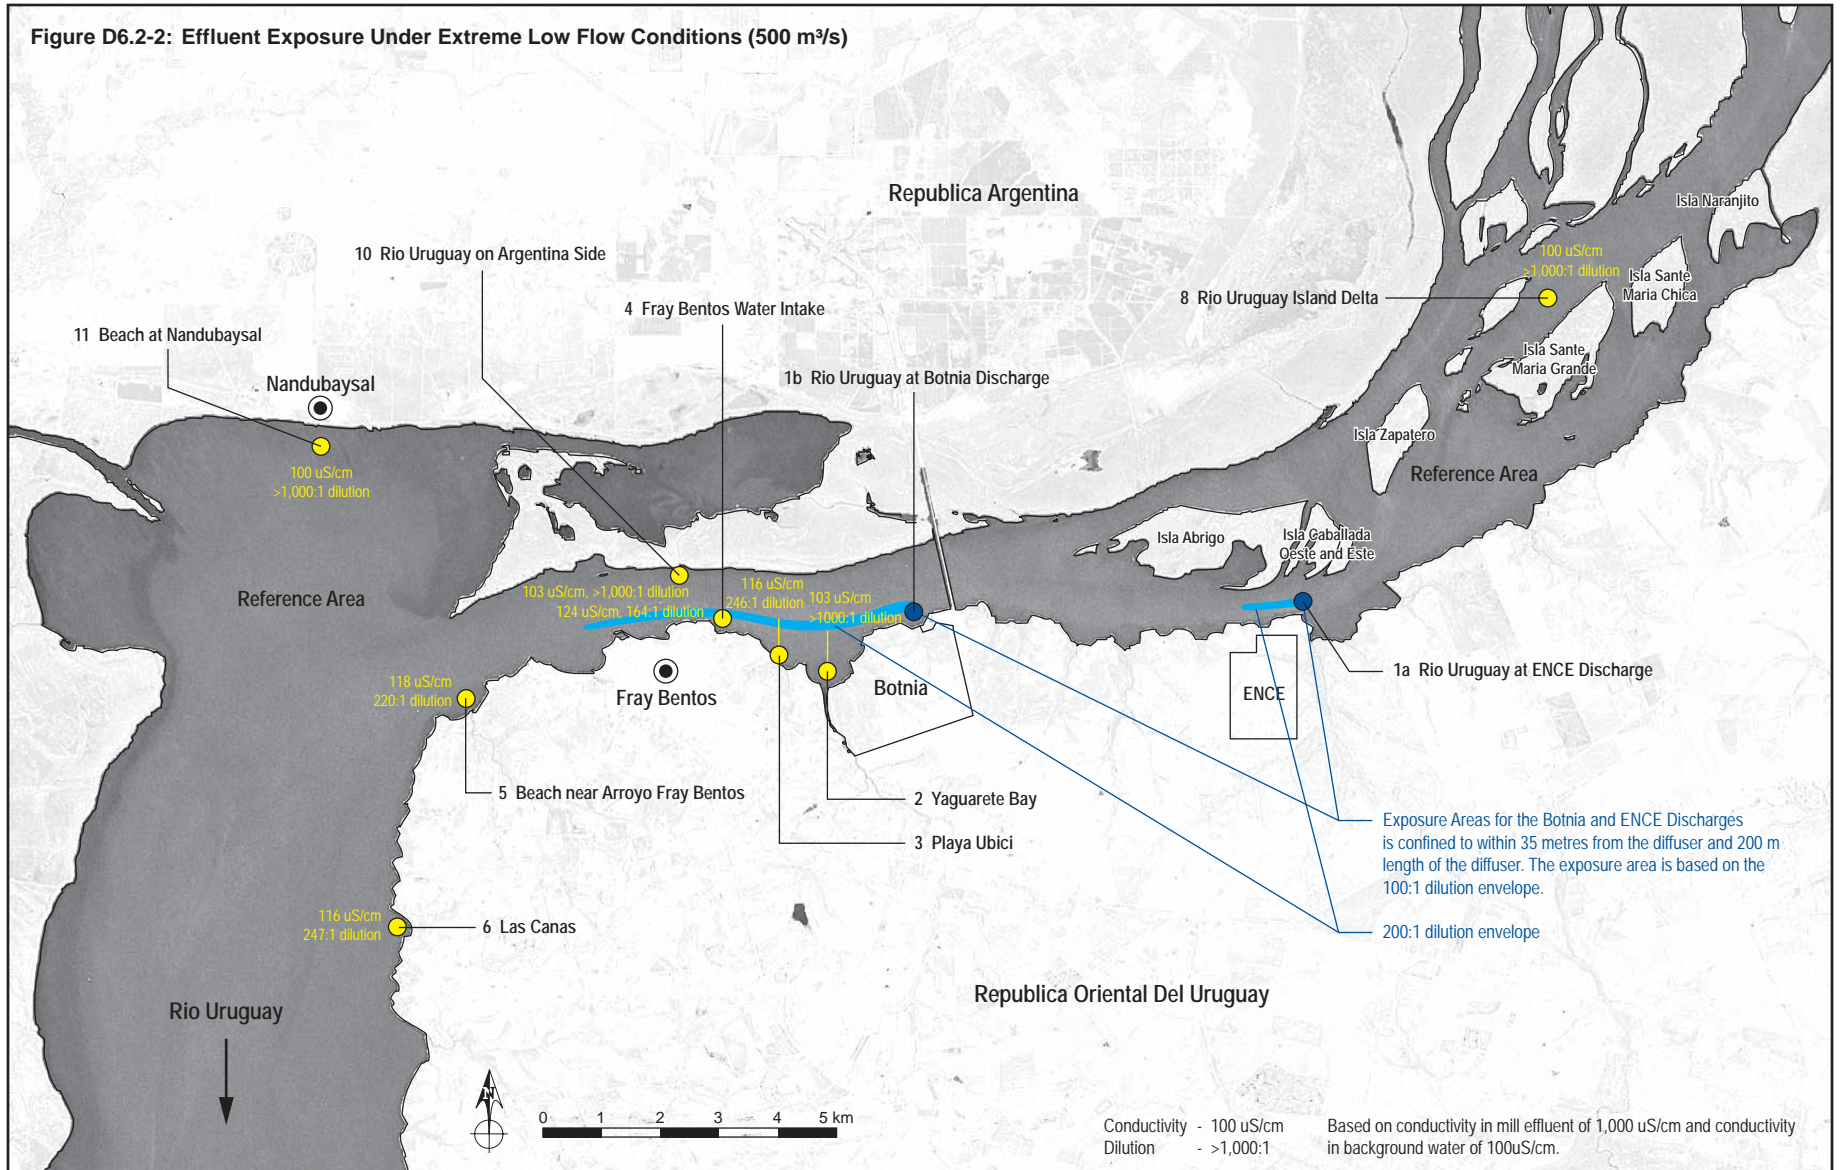 Figure D6.2-2: Effluent Exposure Under Extreme Low Flow Conditions (500 m³/s)
Republica Argentina
Isla Naranjito
10 Rio Uruguay on Argentina Side
100 uS/cm
>1,000:1 dilution
Isla Sante
Maria Chica
8 Rio Uruguay Island Delta
4 Fray Bentos Water Intake
11 Beach at Nandubaysal
Isla Sante
Maria Grande
Nandubaysal
1b Rio Uruguay at Botnia Discharge
Isla Zapatero
100 uS/cm
>1,000:1 dilution
Reference Area
Isla Abrigo
Isla Caballada
Oeste and Este
Reference Area
103 uS/cm, >1,000:1 dilution
124 uS/cm, 164:1 dilution
116 uS/cm
246:1 dilution
103 uS/cm
>1000:1 dilution
118 uS/cm
220:1 dilution
Fray Bentos
Botnia
ENCE
1a Rio Uruguay at ENCE Discharge
5 Beach near Arroyo Fray Bentos
2 Yaguarete Bay
3 Playa Ubici
Exposure Areas for the Botnia and ENCE Discharges
is confined to within 35 metres from the diffuser and 200 m
length of the diffuser. The exposure area is based on the
100:1 dilution envelope.
200:1 dilution envelope
116 uS/cm
247:1 dilution
6 Las Canas
Rio Uruguay
Republica Oriental Del Uruguay
N
0 1 2 3 4 5 km
Conductivity - 100 uS/cm
Dilution - >1,000:1
Based on conductivity in mill effluent of 1,000 uS/cm and conductivity
in background water of 100uS/cm.